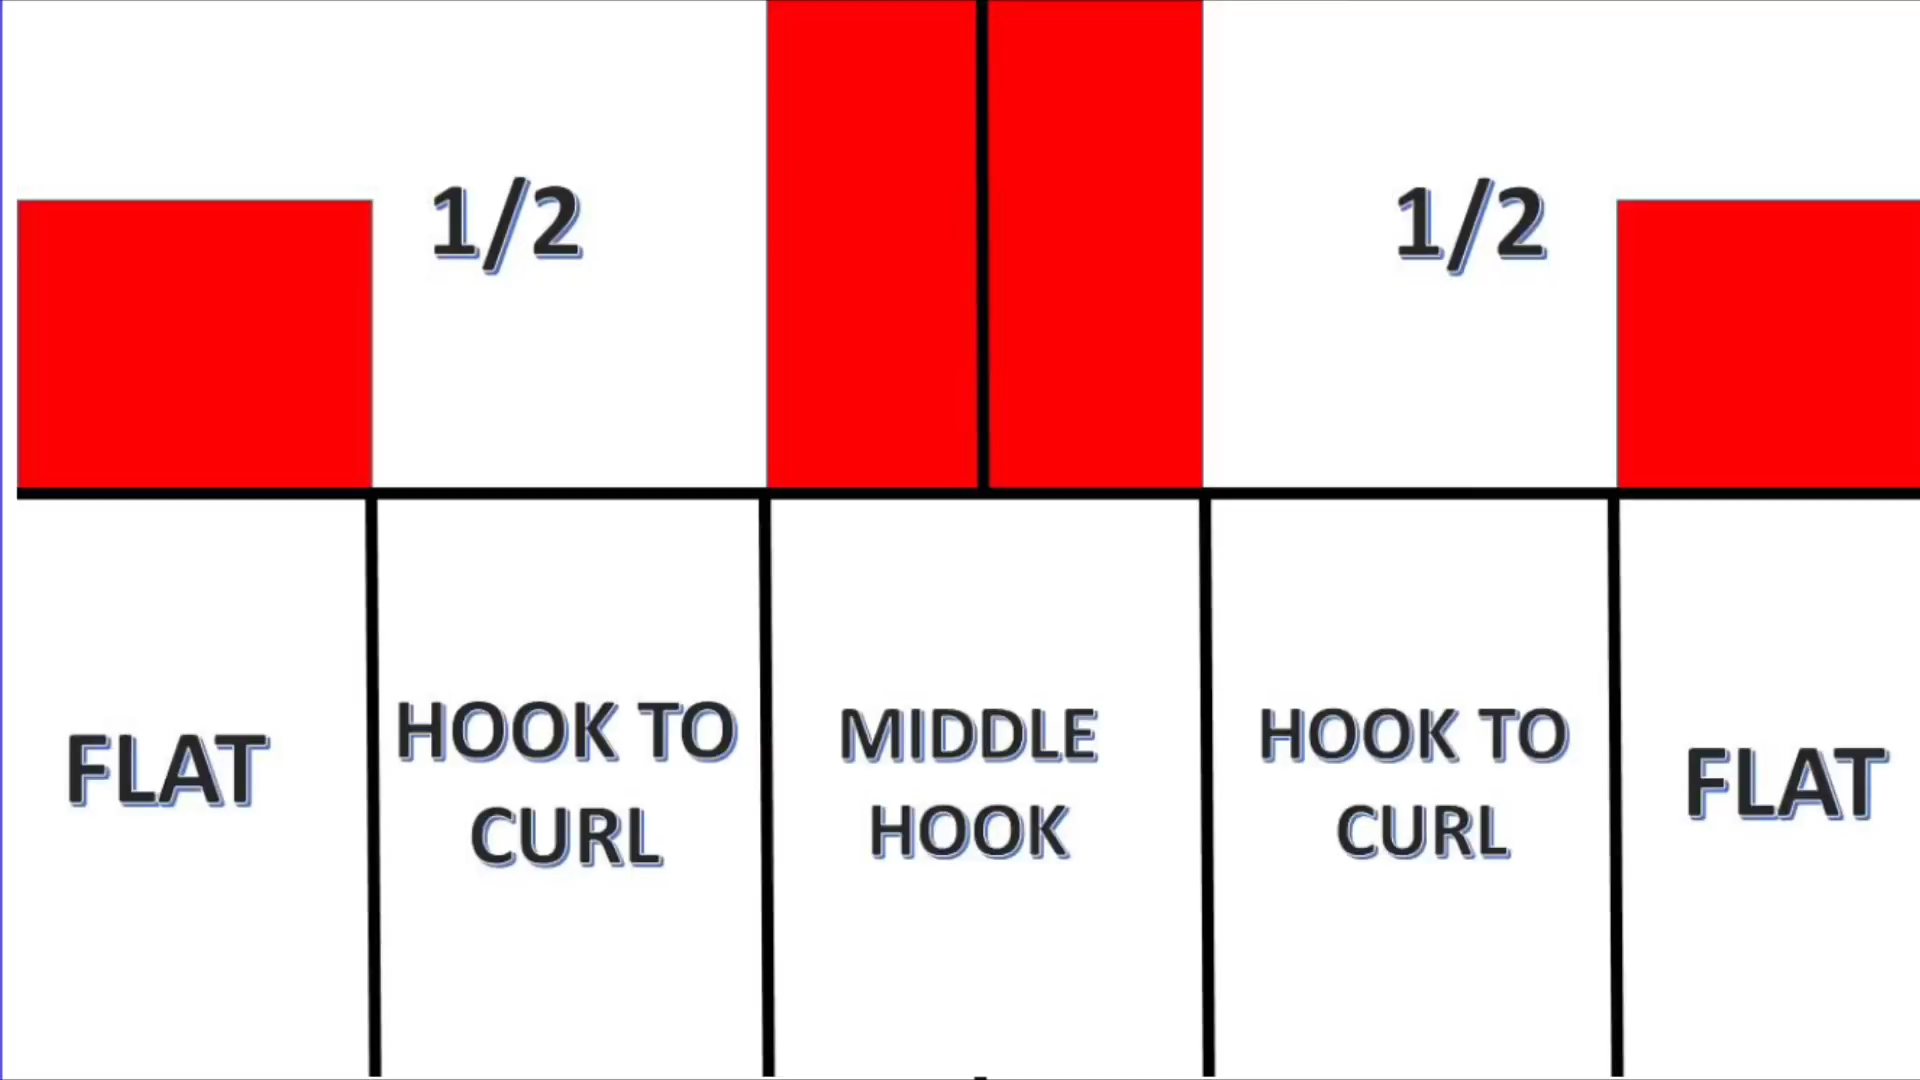 1/2
1/2
FLAT
HOOK TO
CURL
MIDDLE
HOOK
HOOK TO
CURL
FLAT